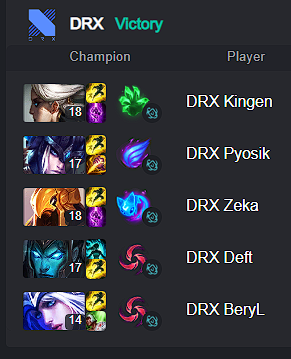 DRX Victory
DRX
Champion Player
18 DRX Kingen
17 DRX Pyosik
18 DRX Zeka
17 DRX Deft
14 DRX BeryL